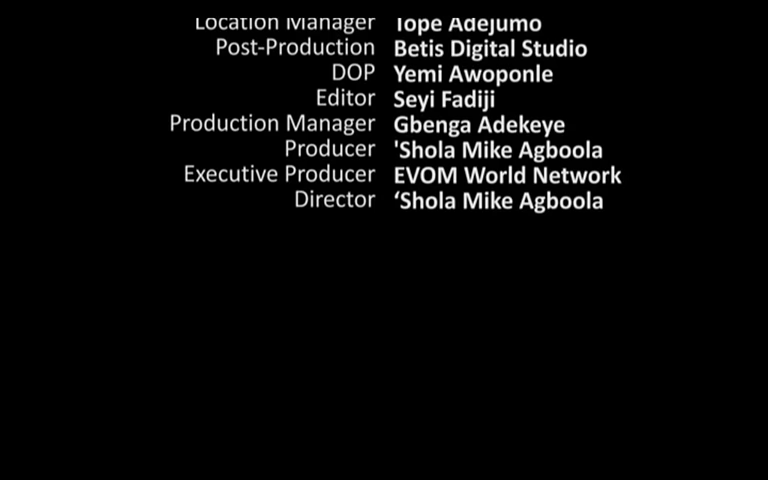 Location Manager Tope Adejumo
Post-Production Betis Digital Studio
DOP Yemi Awoponle
Editor Seyi Fadiji
Production Manager Gbenga Adekeye
Producer 'Shola Mike Agboola
Executive Producer EVOM World Network
Director ‘Shola Mike Agboola